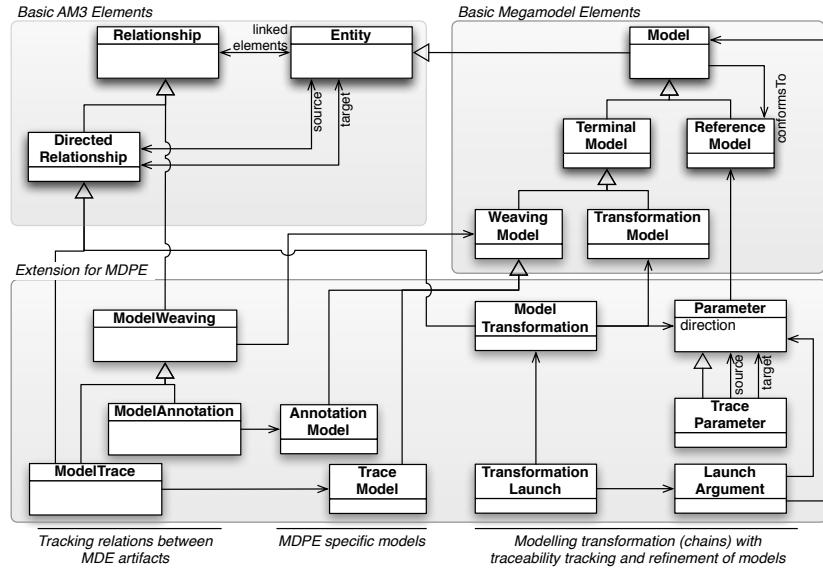 Basic AM3 Elements
Basic Megamodel Elements
Relationship
linked
elements
Entity
Model
source
target
conformsTo
Directed
Relationship
Terminal
Model
Reference
Model
Weaving
Model
Transformation
Model
Extension for MDPE
ModelWeaving
Model
Transformation
Parameter
direction
source
target
ModelAnnotation
Annotation
Model
Trace
Parameter
ModelTrace
Trace
Model
Transformation
Launch
Launch
Argument
Tracking relations between
MDE artifacts
MDPE specific models
Modelling transformation (chains) with
traceability tracking and refinement of models